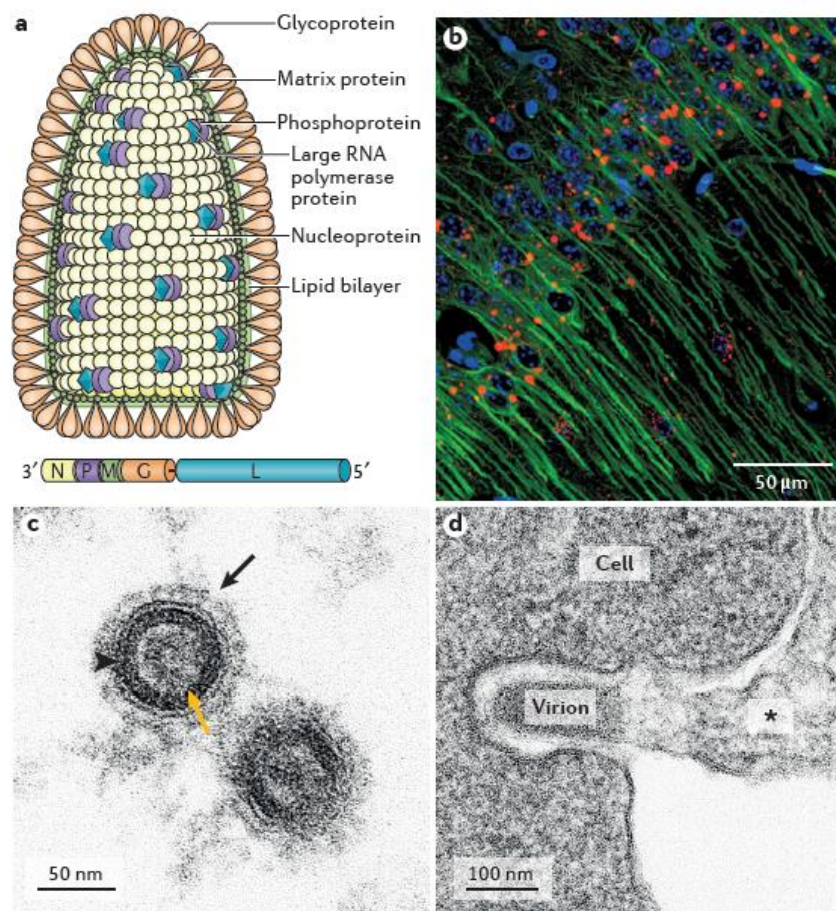 a
Glycoprotein
Matrix protein
Phosphoprotein
Large RNA
polymerase
protein
Nucleoprotein
Lipid bilayer
3′ N P M G L 5′
b
50 μm
c
50 nm
d
Cell
Virion
*
100 nm